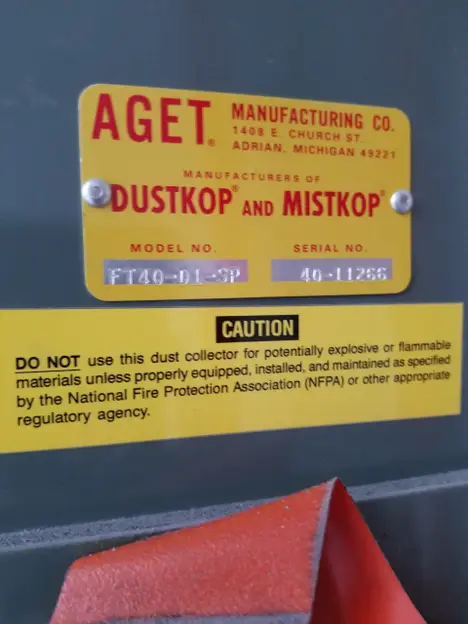 AGET® MANUFACTURING CO.
1408 E. CHURCH ST.
ADRIAN, MICHIGAN 49221
MANUFACTURERS OF
DUSTKOP® AND MISTKOP®
MODEL NO. SERIAL NO.
FT40-D1-SP 40-11266
CAUTION
DO NOT use this dust collector for potentially explosive or flammable
materials unless properly equipped, installed, and maintained as specified
by the National Fire Protection Association (NFPA) or other appropriate
regulatory agency.